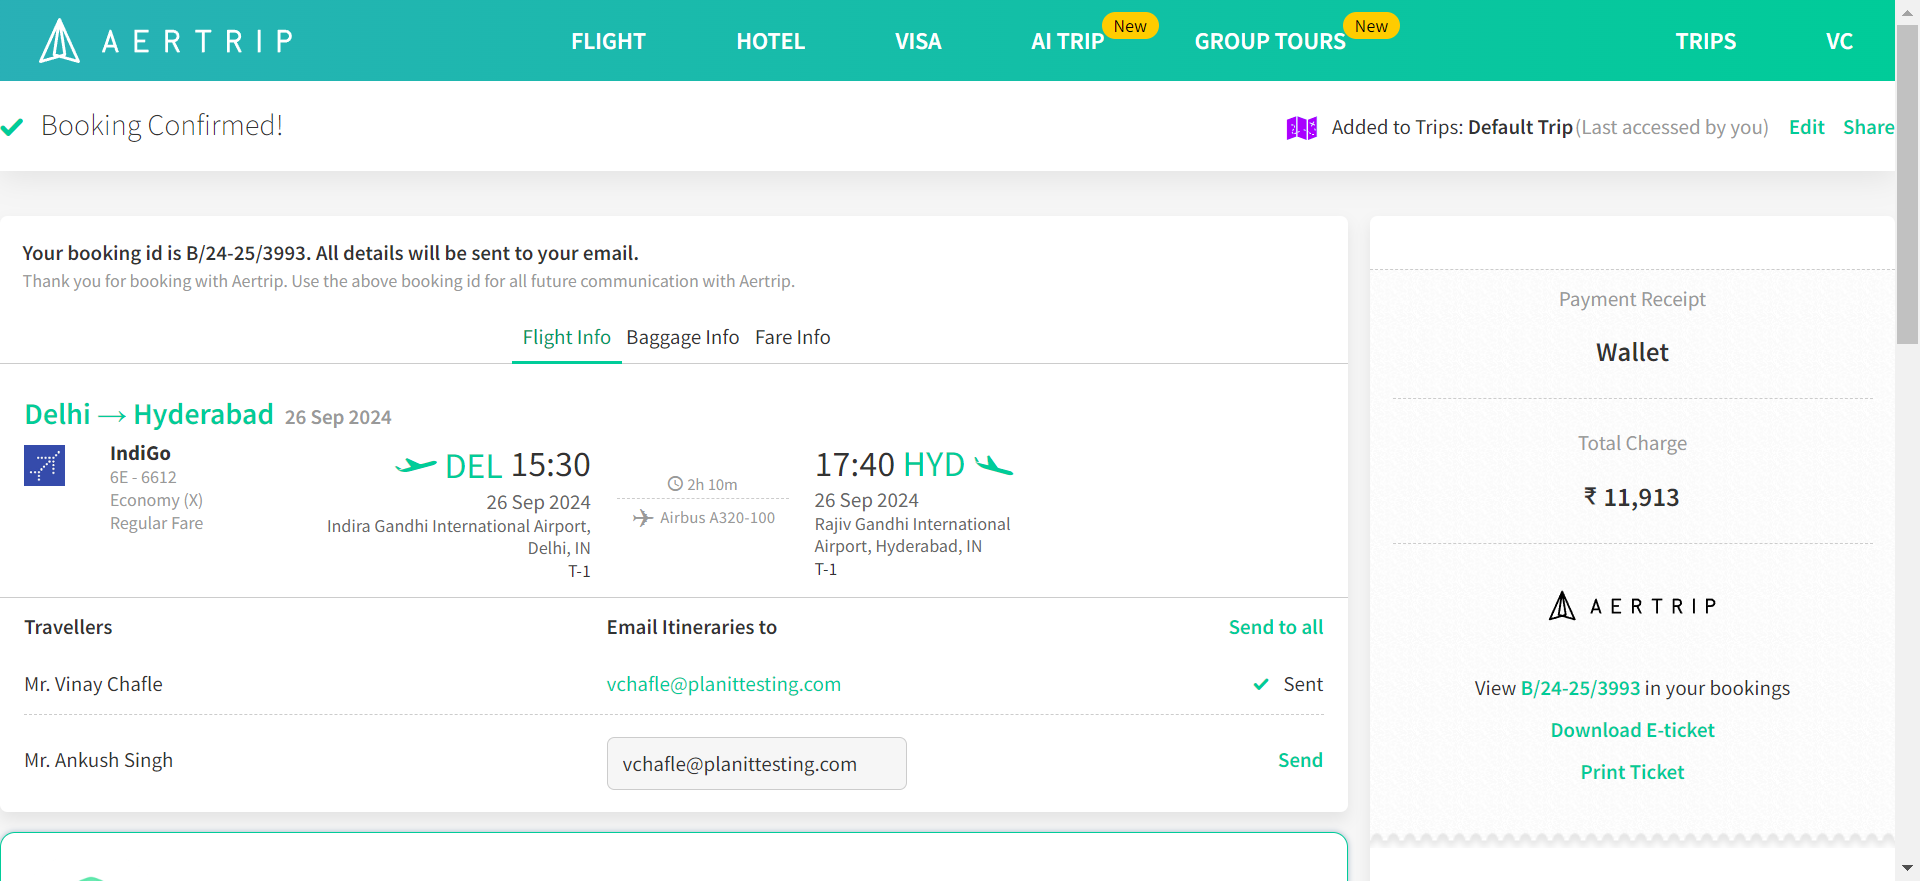 AERTRIP
FLIGHT
HOTEL
VISA
AI TRIP
New
GROUP TOURS
New
TRIPS
VC
Booking Confirmed!
Added to Trips: Default Trip (Last accessed by you)
Edit
Share
Your booking id is B/24-25/3993. All details will be sent to your email.
Thank you for booking with Aertrip. Use the above booking id for all future communication with Aertrip.
Flight Info
Baggage Info
Fare Info
Delhi → Hyderabad 26 Sep 2024
IndiGo
6E - 6612
Economy (X)
Regular Fare
DEL 15:30
26 Sep 2024
Indira Gandhi International Airport,
Delhi, IN
T-1
2h 10m
Airbus A320-100
17:40 HYD
26 Sep 2024
Rajiv Gandhi International
Airport, Hyderabad, IN
T-1
Travellers
Email Itineraries to
Send to all
Mr. Vinay Chafle
vchafle@planittesting.com
Sent
Mr. Ankush Singh
vchafle@planittesting.com
Send
Payment Receipt
Wallet
Total Charge
₹ 11,913
AERTRIP
View B/24-25/3993 in your bookings
Download E-ticket
Print Ticket